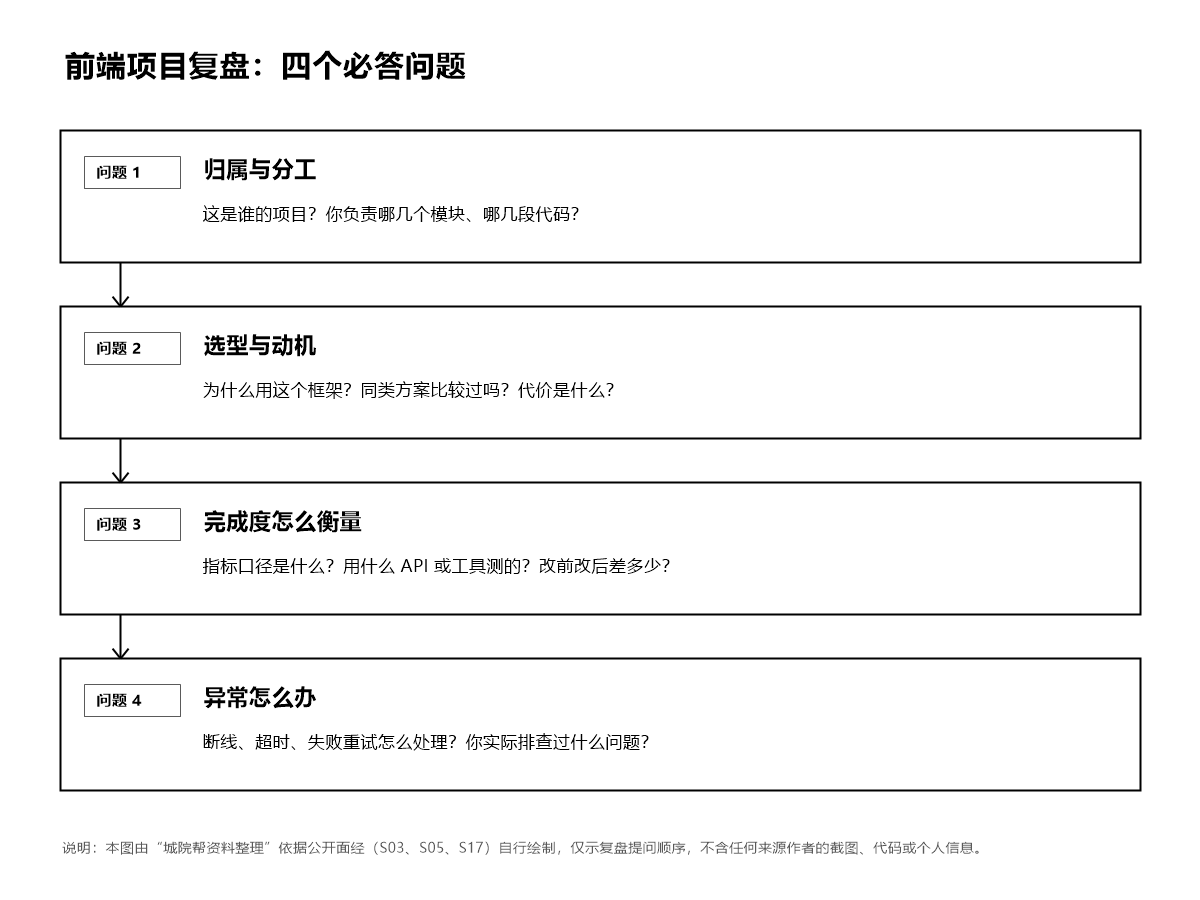 前端项目复盘：四个必答问题
问题 1
归属与分工
这是谁的项目？你负责哪几个模块、哪几段代码？
问题 2
选型与动机
为什么用这个框架？同类方案比较过吗？代价是什么？
问题 3
完成度怎么衡量
指标口径是什么？用什么 API 或工具测的？改前改后差多少？
问题 4
异常怎么办
断线、超时、失败重试怎么处理？你实际排查过什么问题？
说明：本图由“城院帮资料整理”依据公开面经（S03、S05、S17）自行绘制，仅示复盘提问顺序，不含任何来源作者的截图、代码或个人信息。